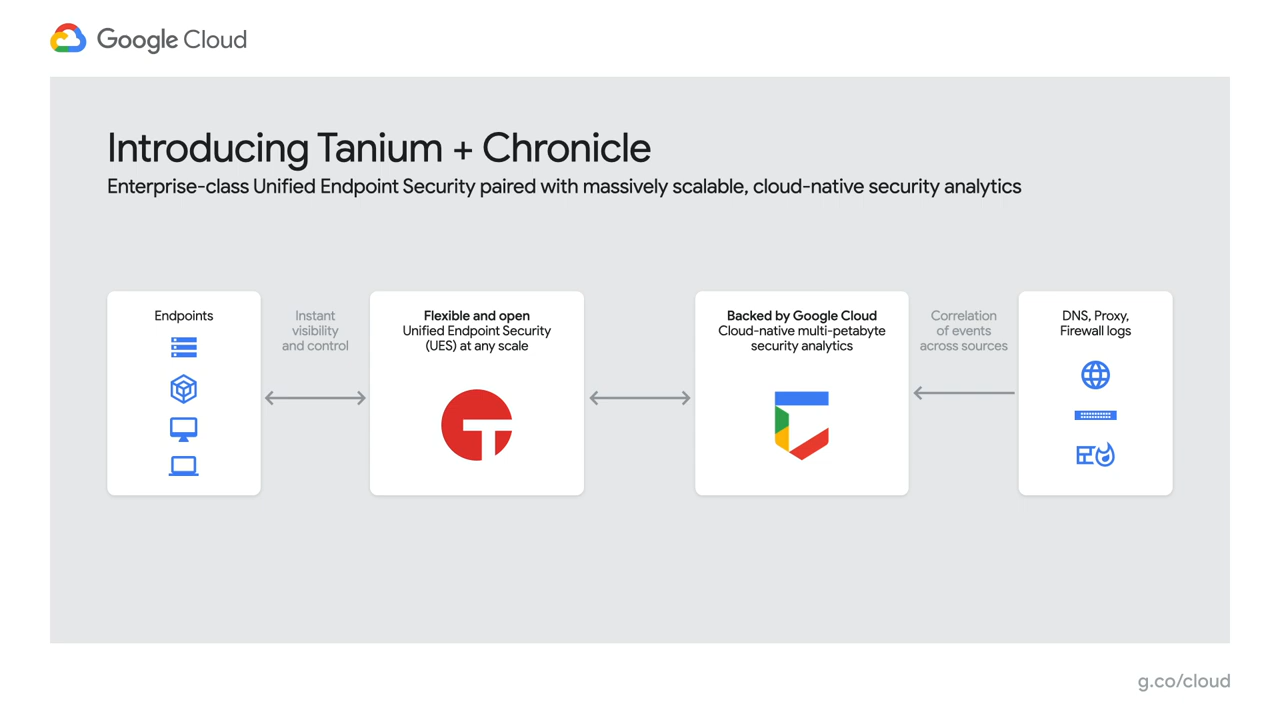 Google Cloud
Introducing Tanium + Chronicle
Enterprise-class Unified Endpoint Security paired with massively scalable, cloud-native security analytics
Endpoints
Instant
visibility
and control
Flexible and open
Unified Endpoint Security
(UES) at any scale
Backed by Google Cloud
Cloud-native multi-petabyte
security analytics
Correlation
of events
across sources
DNS, Proxy,
Firewall logs
g.co/cloud